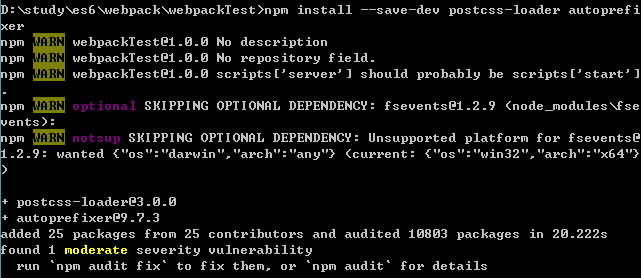 D:\study\es6\webpack\webpackTest>npm install --save-dev postcss-loader autoprefi
xer
npm WARN webpackTest@1.0.0 No description
npm WARN webpackTest@1.0.0 No repository field.
npm WARN webpackTest@1.0.0 scripts['server'] should probably be scripts['start']
.
npm WARN optional SKIPPING OPTIONAL DEPENDENCY: fsevents@1.2.9 (node_modules\fse
vents):
npm WARN notsup SKIPPING OPTIONAL DEPENDENCY: Unsupported platform for fsevents@
1.2.9: wanted {"os":"darwin","arch":"any"} (current: {"os":"win32","arch":"x64"}
)
+ postcss-loader@3.0.0
+ autoprefixer@9.7.3
added 25 packages from 25 contributors and audited 10803 packages in 20.222s
found 1 moderate severity vulnerability
  run `npm audit fix` to fix them, or `npm audit` for details